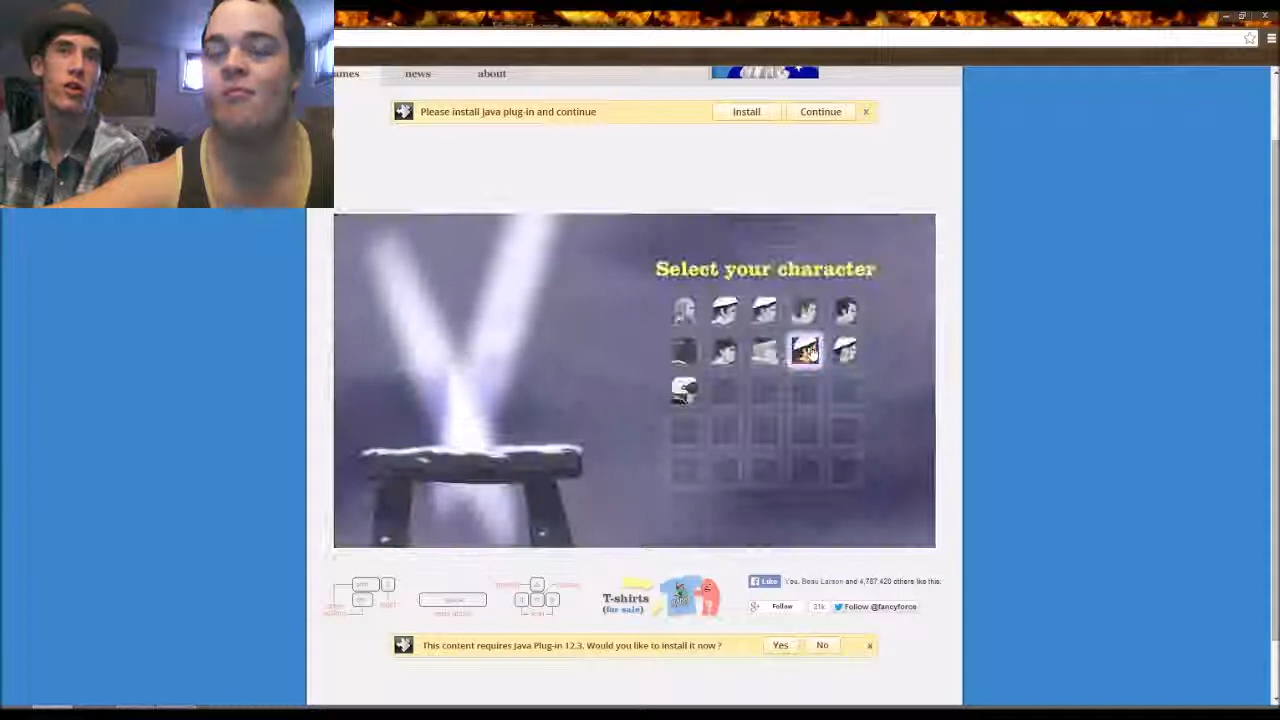 ames news about
Please install Java plug-in and continue Install Continue x
Select your character
T-shirts
(for sale)
Like You, Beau Larson and 4,787,420 others like this.
Follow 21k Follow @fancyforce
This content requires Java Plug-in 12.3. Would you like to install it now ? Yes No x